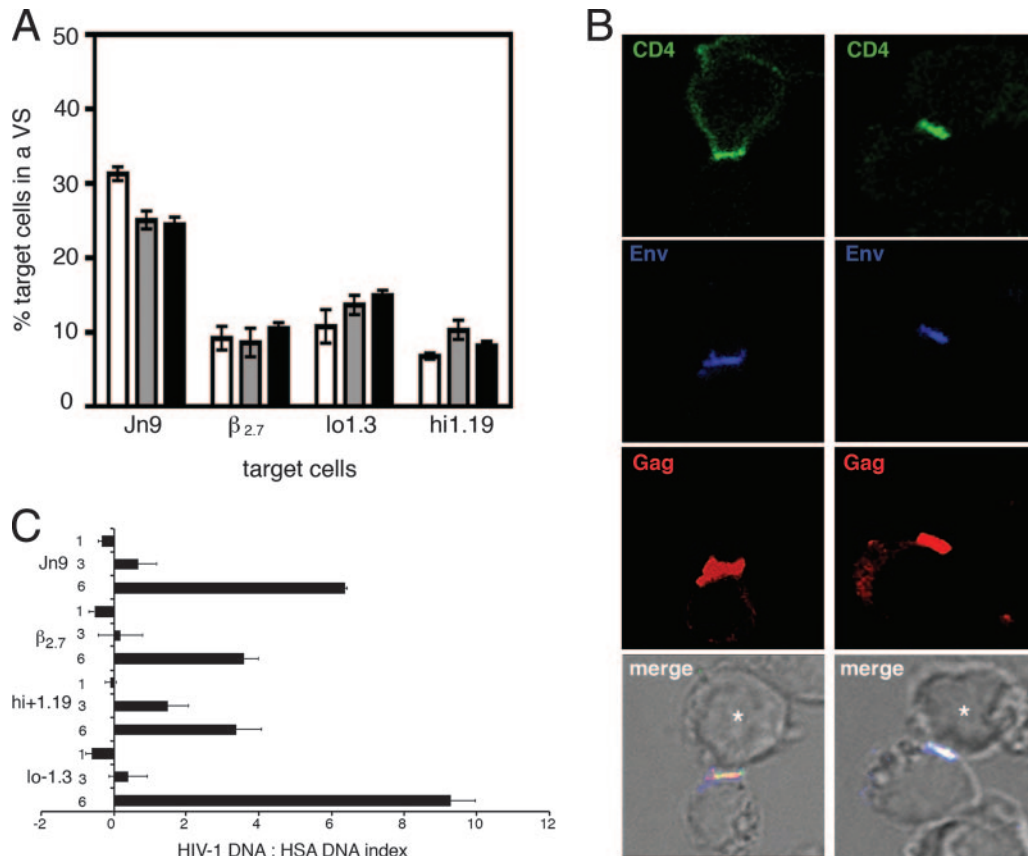 A
50
40
30
20
10
0
% target cells in a VS
Jn9 β2.7 lo1.3 hi1.19
target cells
B
CD4 CD4
Env Env
Gag Gag
merge merge
* *
C
Jn9
1
3
6
β2.7
1
3
6
hi+1.19
1
3
6
lo-1.3
1
3
6
-2 0 2 4 6 8 10 12
HIV-1 DNA : HSA DNA index